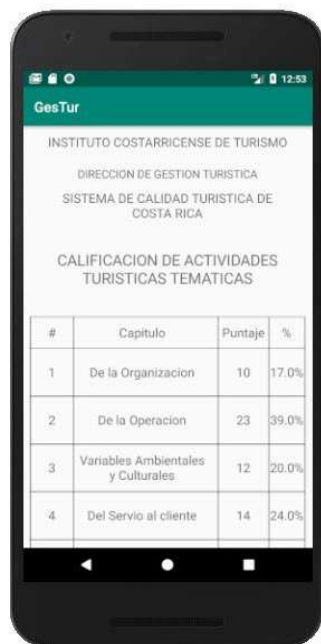 12:53
GesTur
INSTITUTO COSTARRICENSE DE TURISMO
DIRECCION DE GESTION TURISTICA
SISTEMA DE CALIDAD TURISTICA DE
COSTA RICA
CALIFICACION DE ACTIVIDADES
TURISTICAS TEMATICAS
# Capitulo Puntaje %
1 De la Organizacion 10 17.0%
2 De la Operacion 23 39.0%
3 Variables Ambientales
y Culturales 12 20.0%
4 Del Servio al cliente 14 24.0%